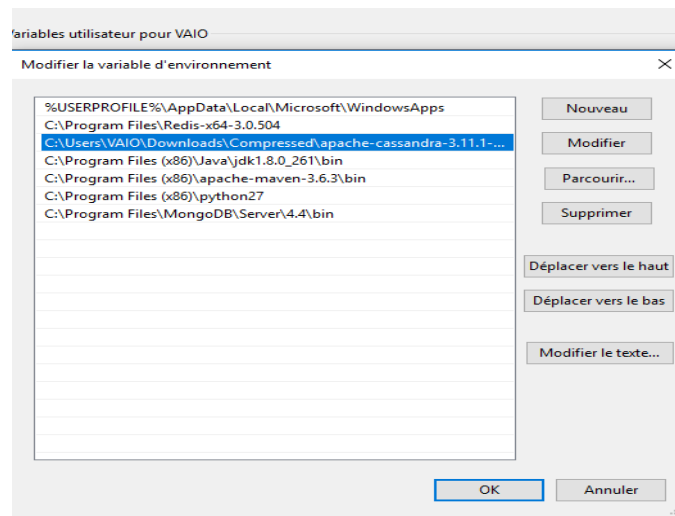 Variables utilisateur pour VAIO
Modifier la variable d'environnement
%USERPROFILE%\AppData\Local\Microsoft\WindowsApps
C:\Program Files\Redis-x64-3.0.504
C:\Users\VAIO\Downloads\Compressed\apache-cassandra-3.11.1-...
C:\Program Files (x86)\Java\jdk1.8.0_261\bin
C:\Program Files (x86)\apache-maven-3.6.3\bin
C:\Program Files (x86)\python27
C:\Program Files\MongoDB\Server\4.4\bin
Nouveau
Modifier
Parcourir...
Supprimer
Déplacer vers le haut
Déplacer vers le bas
Modifier le texte...
OK
Annuler